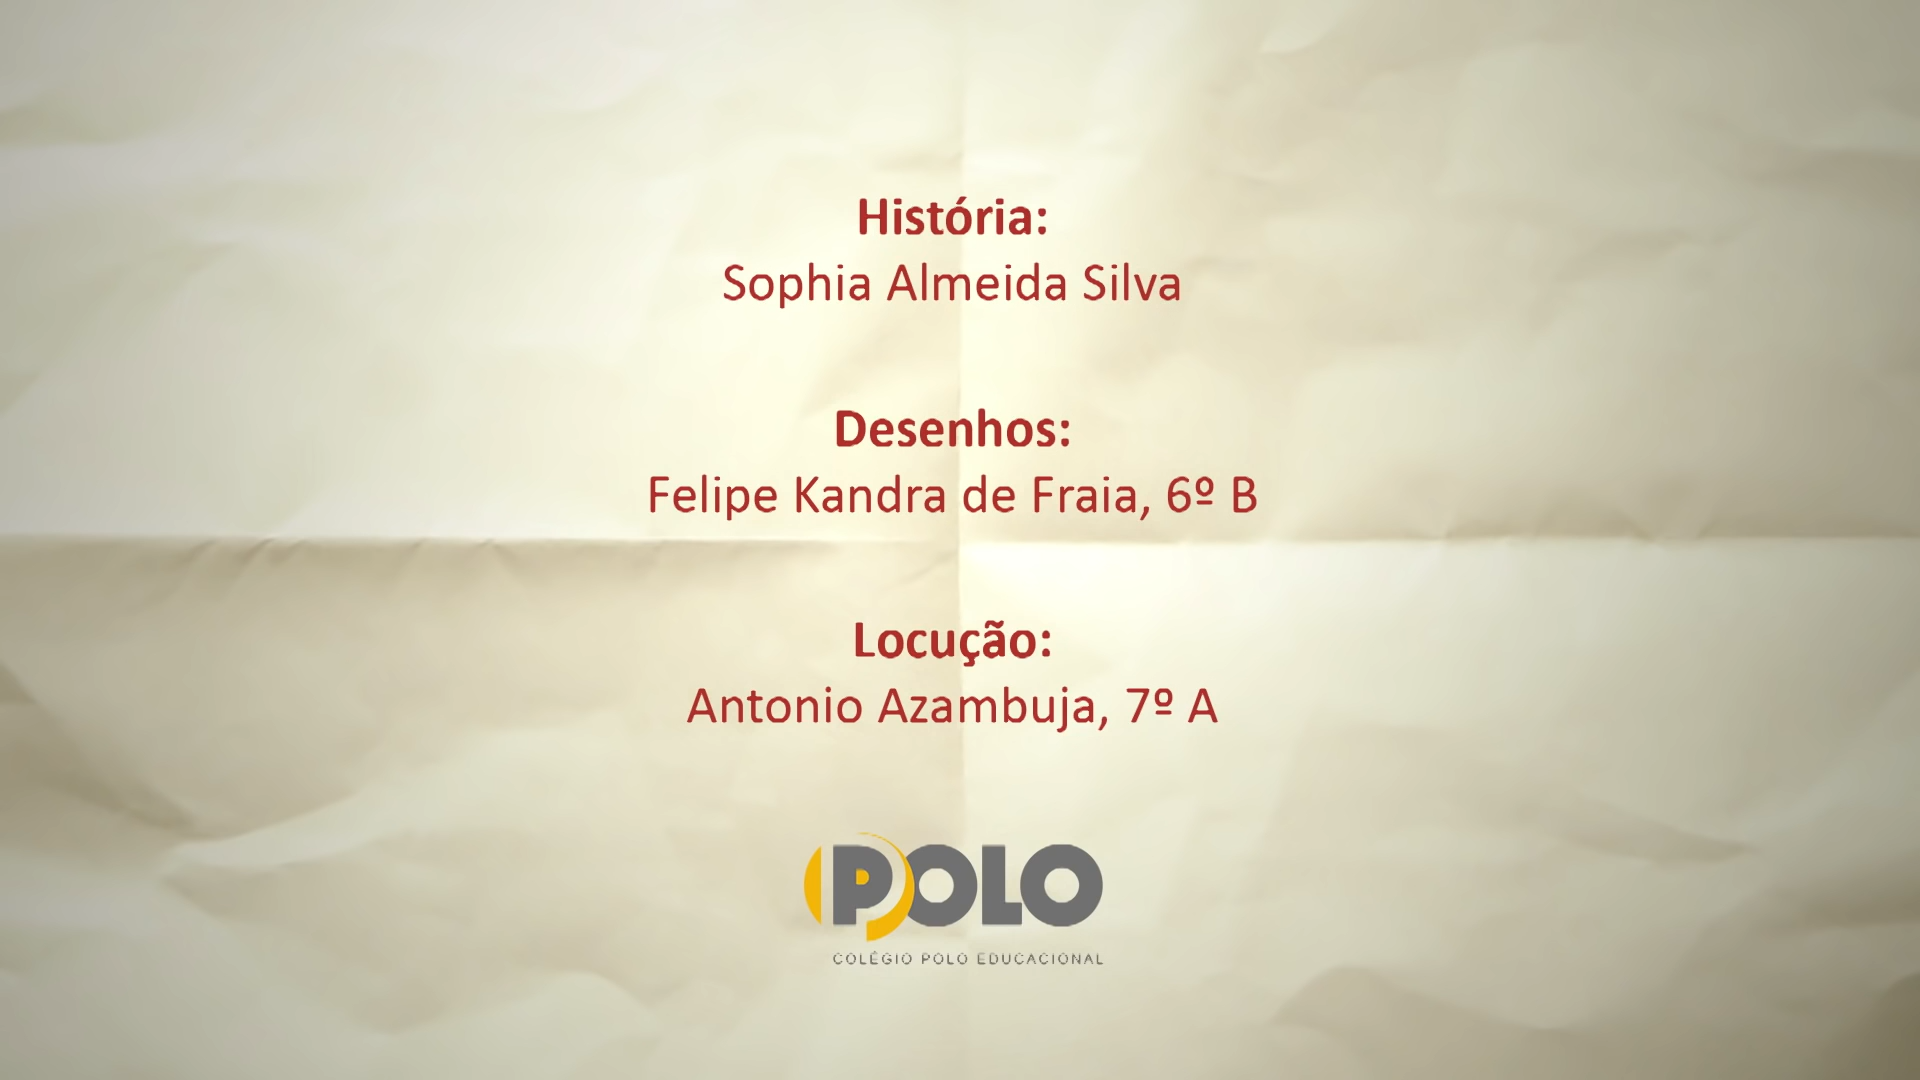 História:
Sophia Almeida Silva
Desenhos:
Felipe Kandra de Fraia, 6º B
Locução:
Antonio Azambuja, 7º A
POLO
COLÉGIO POLO EDUCACIONAL